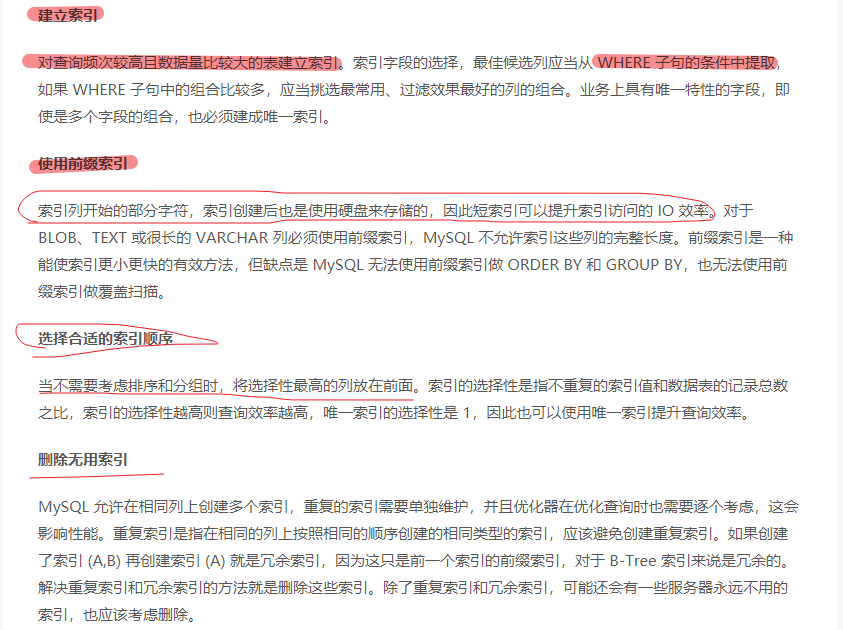 建立索引
对查询频次较高且数据量比较大的表建立索引。索引字段的选择，最佳候选列应当从 WHERE 子句的条件中提取，
如果 WHERE 子句中的组合比较多，应当挑选最常用、过滤效果最好的列的组合。业务上具有唯一特性的字段，即
使是多个字段的组合，也必须建成唯一索引。
使用前缀索引
索引列开始的部分字符，索引创建后也是使用硬盘来存储的，因此短索引可以提升索引访问的 IO 效率。对于
BLOB、TEXT 或很长的 VARCHAR 列必须使用前缀索引，MySQL 不允许索引这些列的完整长度。前缀索引是一种
能使索引更小更快的有效方法，但缺点是 MySQL 无法使用前缀索引做 ORDER BY 和 GROUP BY，也无法使用前
缀索引做覆盖扫描。
选择合适的索引顺序
当不需要考虑排序和分组时，将选择性最高的列放在前面。索引的选择性是指不重复的索引值和数据表的记录总数
之比，索引的选择性越高则查询效率越高，唯一索引的选择性是 1，因此也可以使用唯一索引提升查询效率。
删除无用索引
MySQL 允许在相同列上创建多个索引，重复的索引需要单独维护，并且优化器在优化查询时也需要逐个考虑，这会
影响性能。重复索引是指在相同的列上按照相同的顺序创建的相同类型的索引，应该避免创建重复索引。如果创建
了索引 (A,B) 再创建索引 (A) 就是冗余索引，因为这只是前一个索引的前缀索引，对于 B-Tree 索引来说是冗余的。
解决重复索引和冗余索引的方法就是删除这些索引。除了重复索引和冗余索引，可能还会有一些服务器永远不用的
索引，也应该考虑删除。